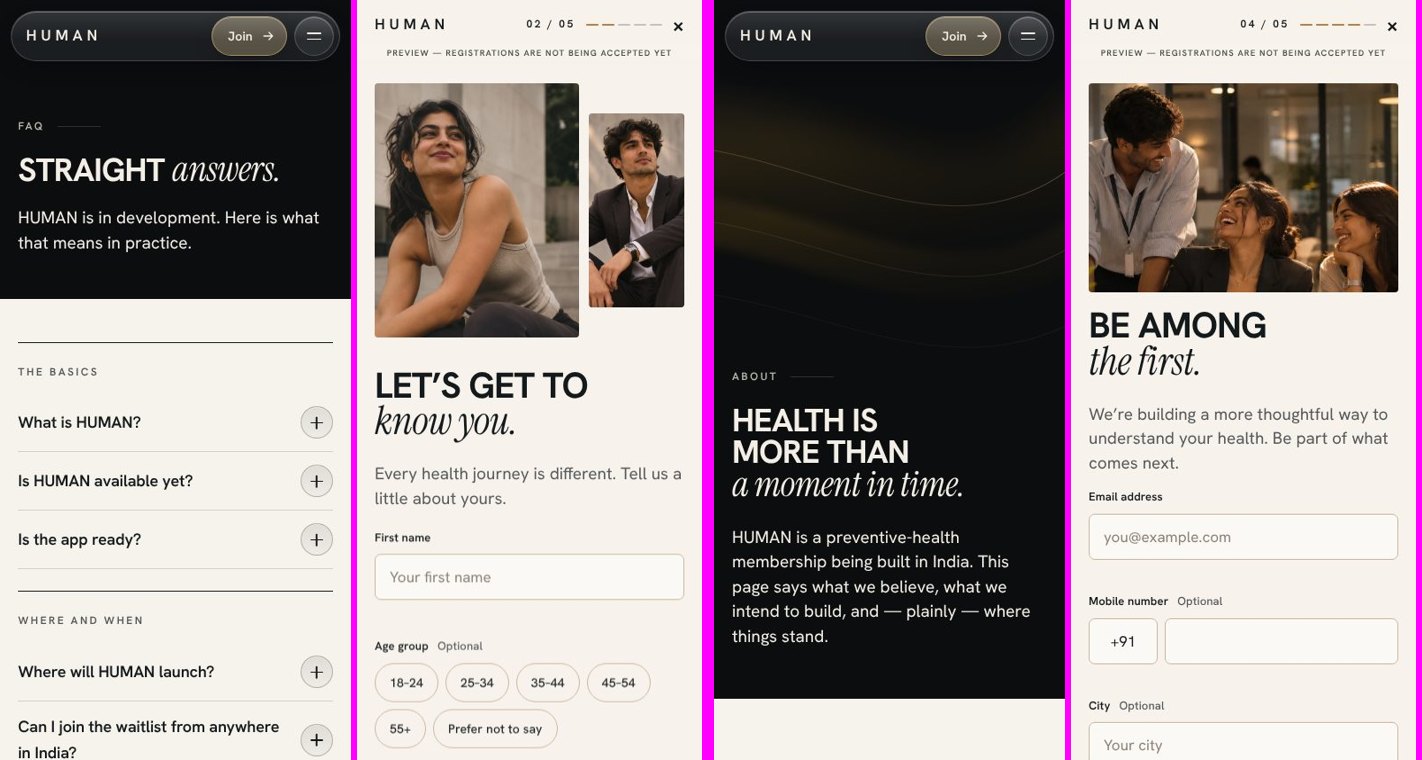 HUMAN
Join →
FAQ
STRAIGHT answers.
HUMAN is in development. Here is what
that means in practice.
THE BASICS
What is HUMAN?
Is HUMAN available yet?
Is the app ready?
WHERE AND WHEN
Where will HUMAN launch?
Can I join the waitlist from anywhere
in India?
HUMAN
02 / 05
×
PREVIEW — REGISTRATIONS ARE NOT BEING ACCEPTED YET
LET’S GET TO
know you.
Every health journey is different. Tell us a
little about yours.
First name
Your first name
Age group Optional
18–24 25–34 35–44 45–54
55+ Prefer not to say
HUMAN
Join →
ABOUT
HEALTH IS
MORE THAN
a moment in time.
HUMAN is a preventive-health
membership being built in India. This
page says what we believe, what we
intend to build, and — plainly — where
things stand.
HUMAN
04 / 05
×
PREVIEW — REGISTRATIONS ARE NOT BEING ACCEPTED YET
BE AMONG
the first.
We’re building a more thoughtful way to
understand your health. Be part of what
comes next.
Email address
you@example.com
Mobile number Optional
+91
City Optional
Your city